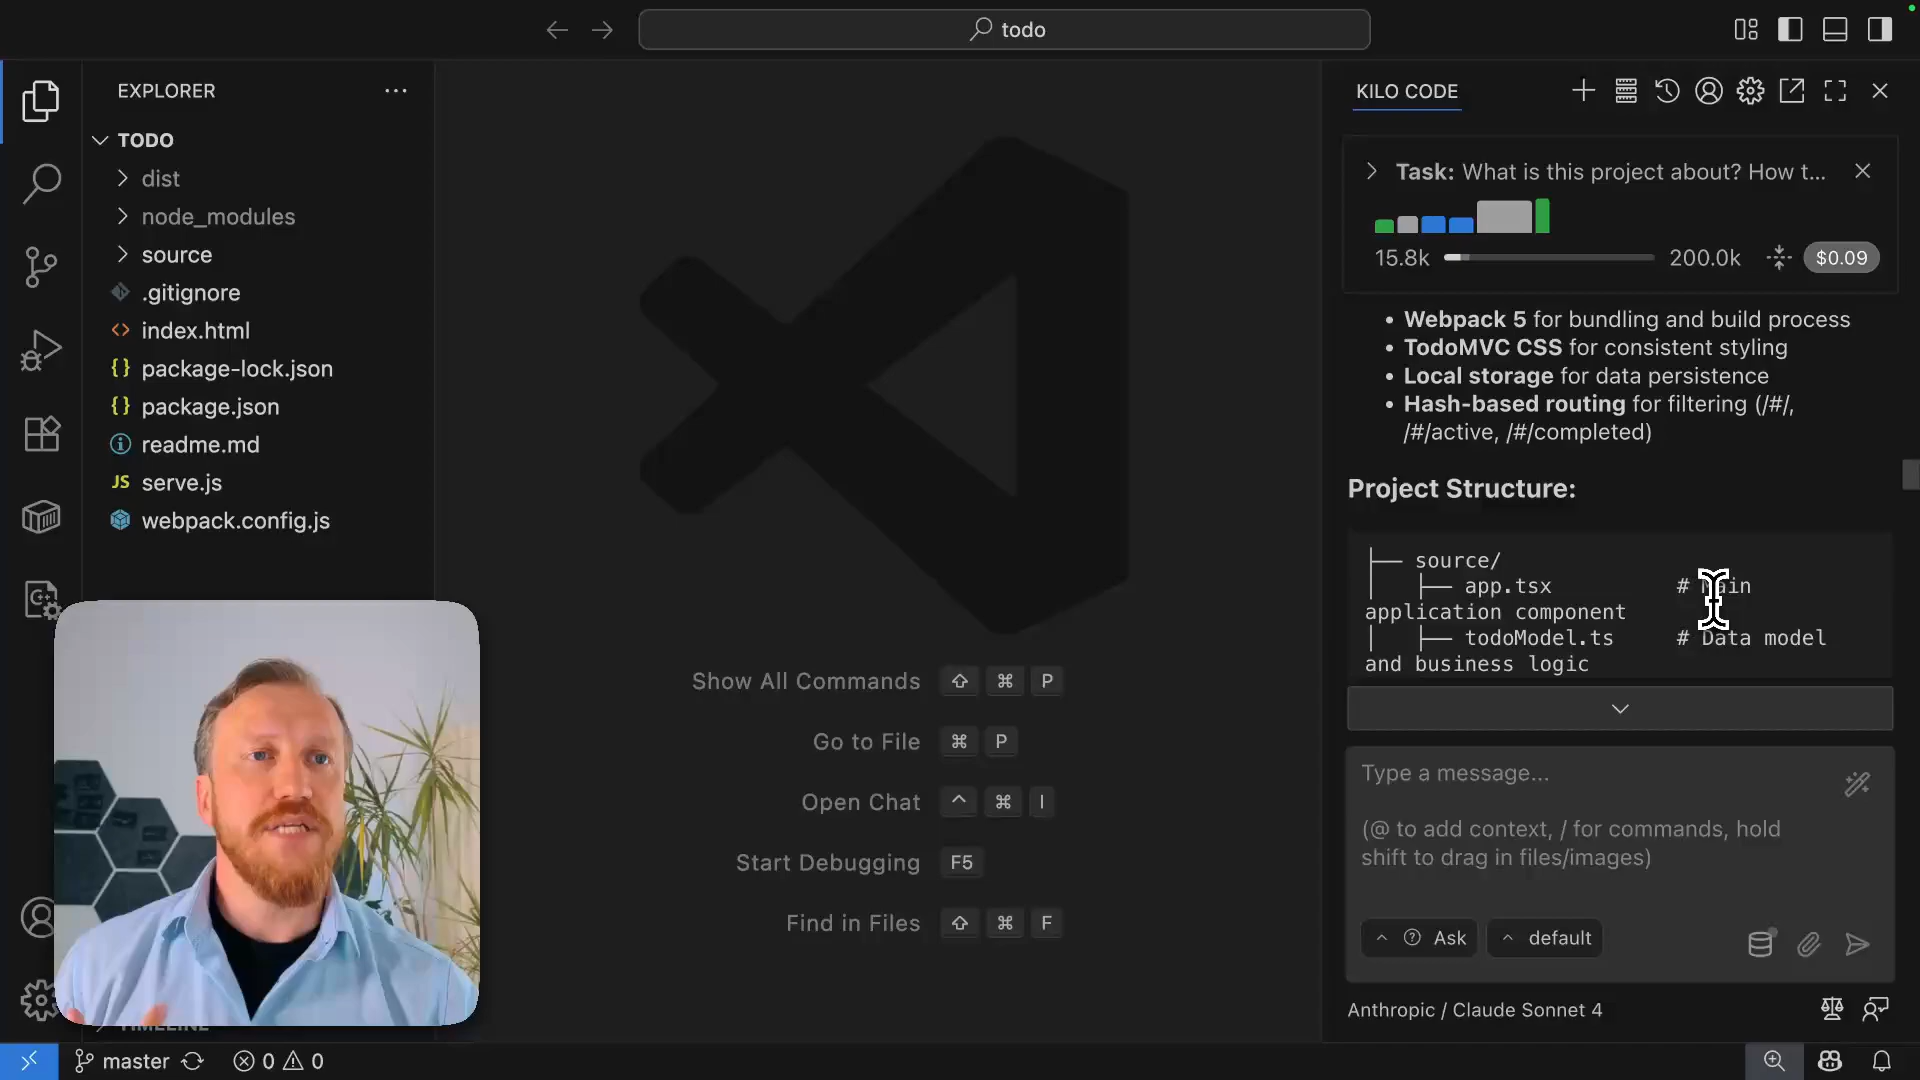 todo
EXPLORER
TODO
dist
node_modules
source
.gitignore
index.html
package-lock.json
package.json
readme.md
JS serve.js
webpack.config.js
TIMELINE
Show All Commands ⇧ ⌘ P
Go to File ⌘ P
Open Chat ^ ⌘ I
Start Debugging F5
Find in Files ⇧ ⌘ F
KILO CODE
Task: What is this project about? How t...
15.8k 200.0k $0.09
• Webpack 5 for bundling and build process
• TodoMVC CSS for consistent styling
• Local storage for data persistence
• Hash-based routing for filtering (/#/,
/#/active, /#/completed)
Project Structure:
├── source/
│   ├── app.tsx # Main
application component
│   ├── todoModel.ts # Data model
and business logic
Type a message...
(@ to add context, / for commands, hold
shift to drag in files/images)
Ask default
Anthropic / Claude Sonnet 4
master 0 0